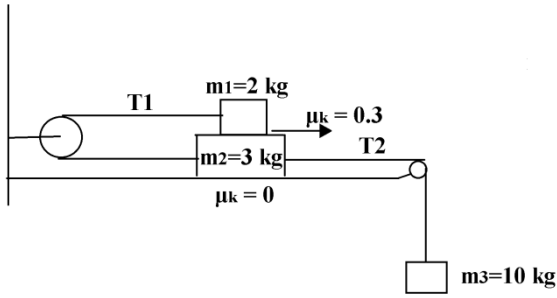 m1=2 kg
T1
μk = 0.3
m2=3 kg
T2
μk = 0
m3=10 kg